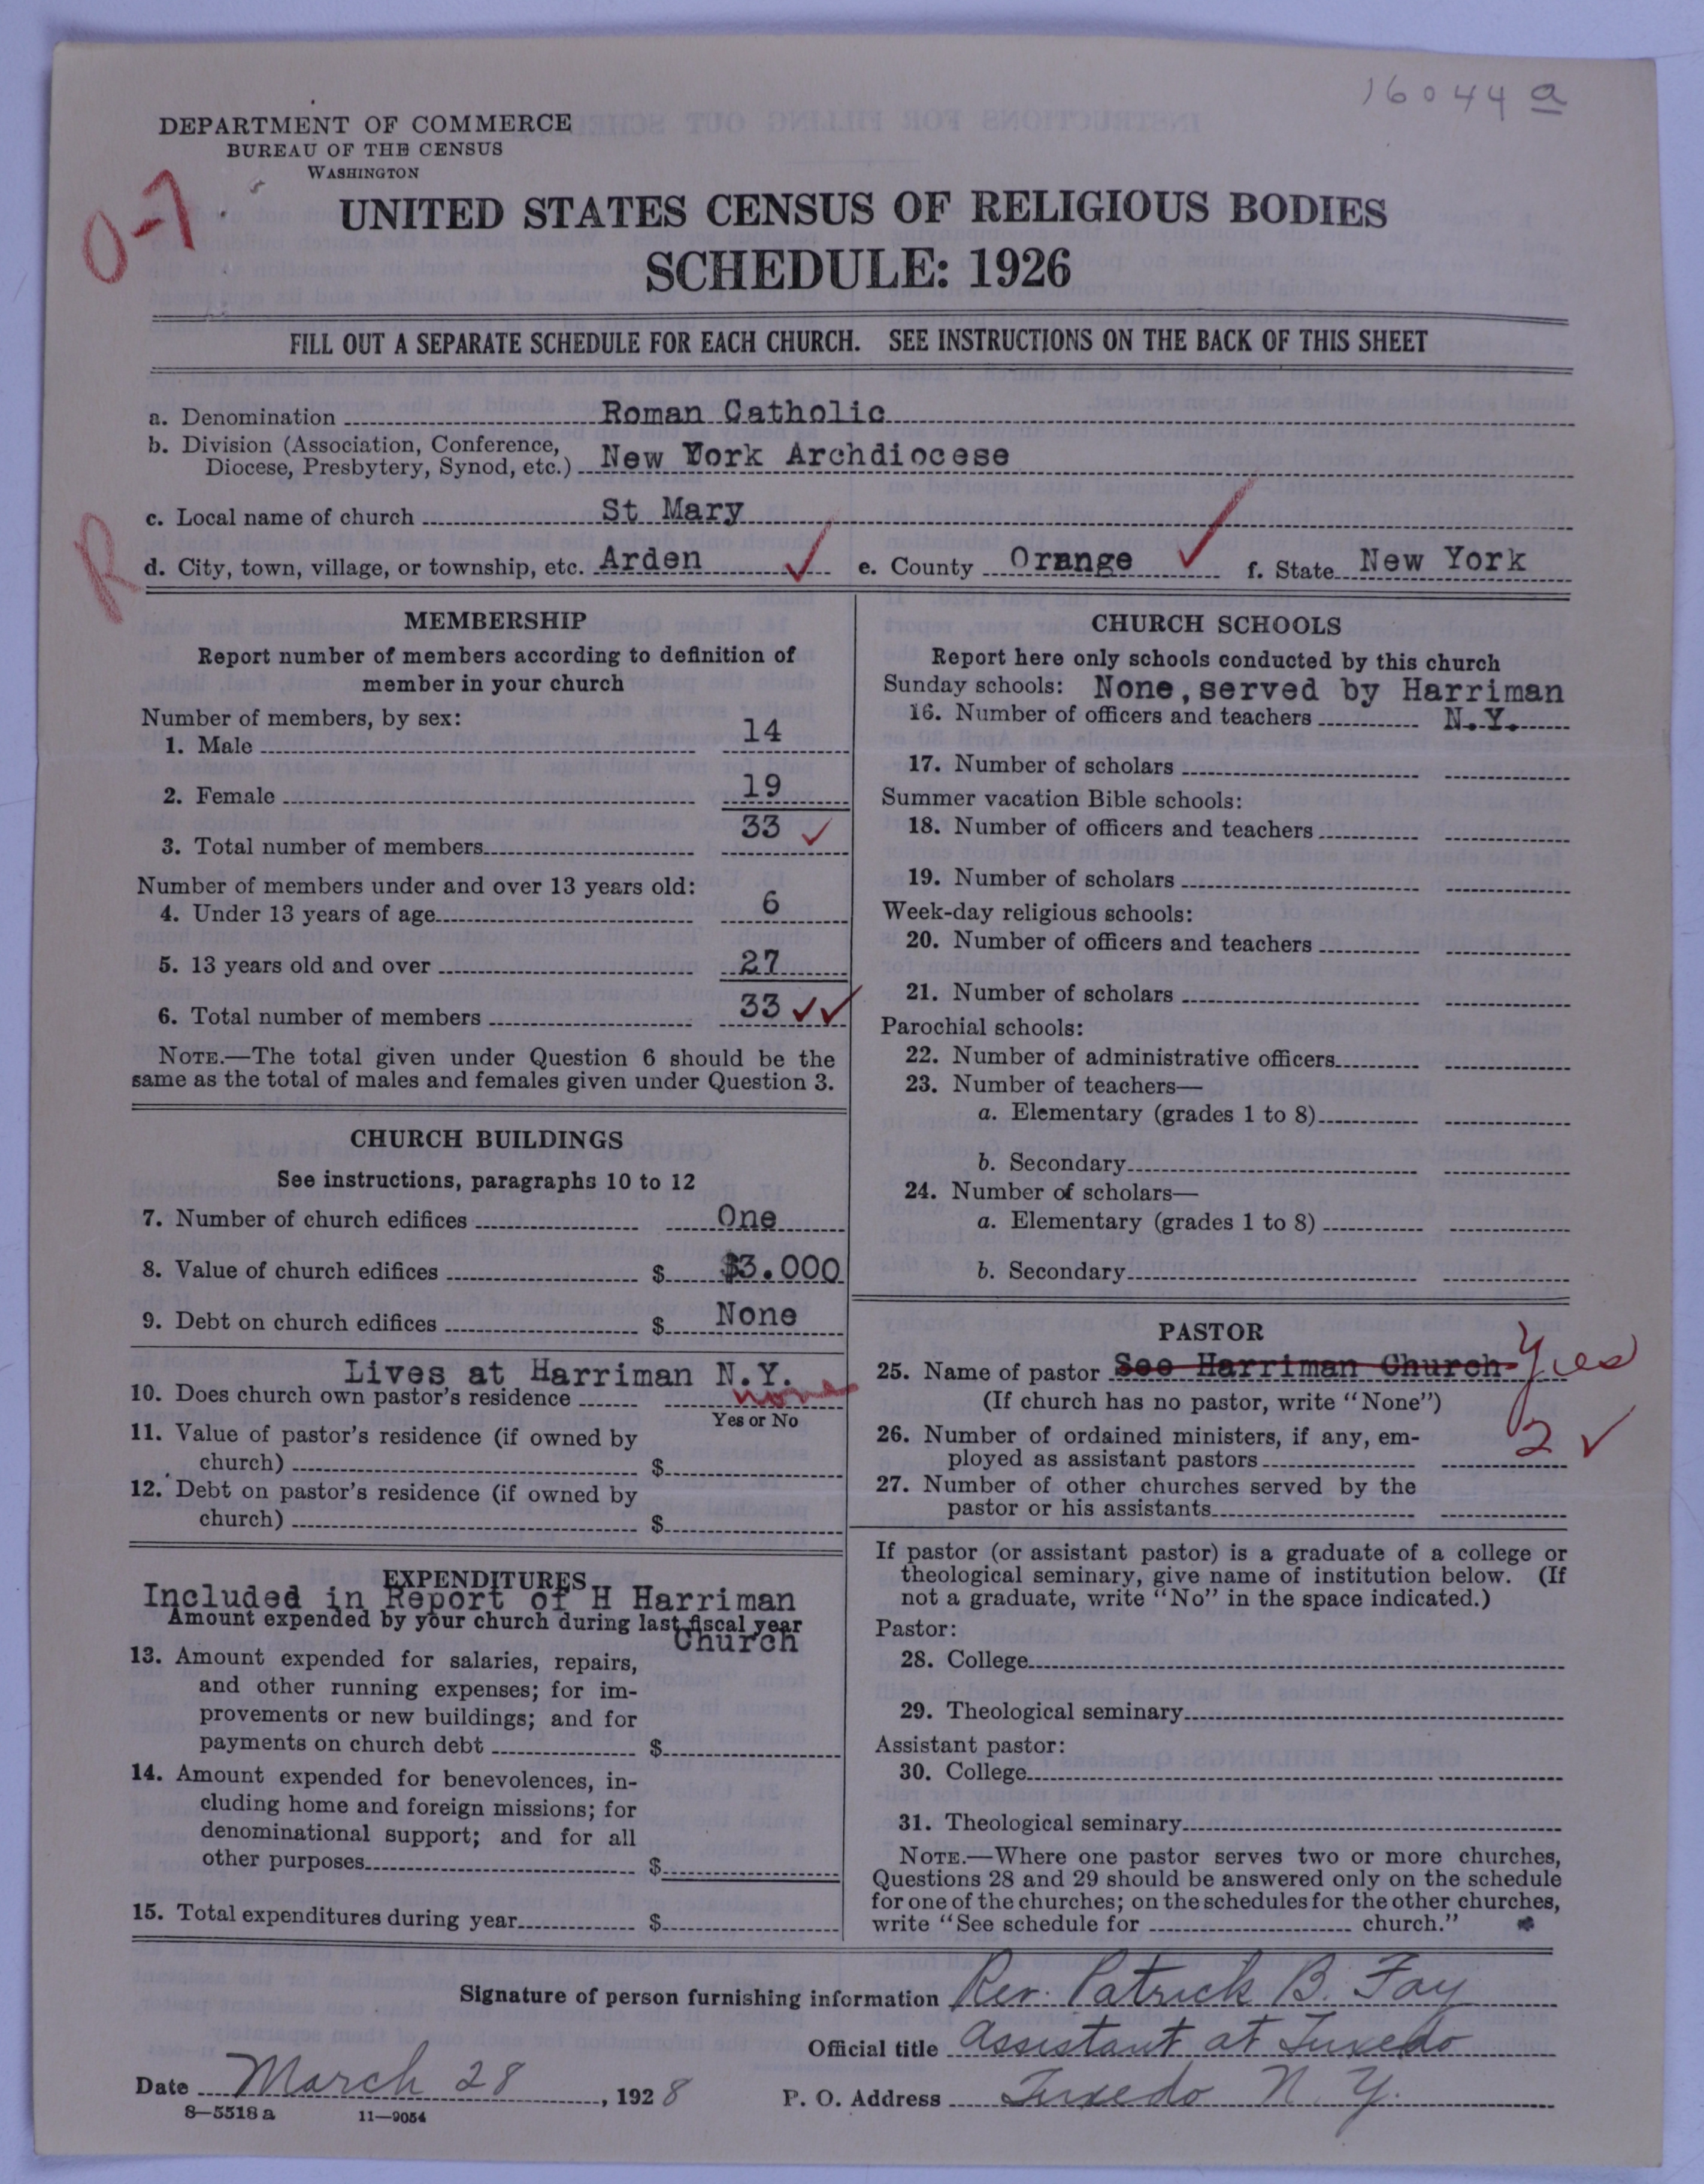 16044 a
DEPARTMENT OF COMMERCE
BUREAU OF THE CENSUS
WASHINGTON
0-7
UNITED STATES CENSUS OF RELIGIOUS BODIES
SCHEDULE: 1926
FILL OUT A SEPARATE SCHEDULE FOR EACH CHURCH. SEE INSTRUCTIONS ON THE BACK OF THIS SHEET
a. Denomination Roman Catholic
b. Division (Association, Conference,
Diocese, Presbytery, Synod, etc.) New York Archdiocese
R
c. Local name of church St Mary
d. City, town, village, or township, etc. Arden ✓ e. County Orange ✓ f. State New York
MEMBERSHIP
Report number of members according to definition of
member in your church
Number of members, by sex:
1. Male 14
2. Female 19
3. Total number of members 33 ✓
Number of members under and over 13 years old:
4. Under 13 years of age 6
5. 13 years old and over 27
6. Total number of members 33 ✓✓
NOTE.—The total given under Question 6 should be the
same as the total of males and females given under Question 3.
CHURCH BUILDINGS
See instructions, paragraphs 10 to 12
7. Number of church edifices One
8. Value of church edifices $ $3.000
9. Debt on church edifices $ None
Lives at Harriman N.Y.
10. Does church own pastor's residence none
Yes or No
11. Value of pastor's residence (if owned by
church) $
12. Debt on pastor's residence (if owned by
church) $
EXPENDITURES
Included in Report of H Harriman
Amount expended by your church during last fiscal year
Church
13. Amount expended for salaries, repairs,
and other running expenses; for im-
provements or new buildings; and for
payments on church debt $
14. Amount expended for benevolences, in-
cluding home and foreign missions; for
denominational support; and for all
other purposes $
15. Total expenditures during year $
CHURCH SCHOOLS
Report here only schools conducted by this church
Sunday schools: None, served by Harriman
16. Number of officers and teachers N.Y.
17. Number of scholars
Summer vacation Bible schools:
18. Number of officers and teachers
19. Number of scholars
Week-day religious schools:
20. Number of officers and teachers
21. Number of scholars
Parochial schools:
22. Number of administrative officers
23. Number of teachers—
a. Elementary (grades 1 to 8)
b. Secondary
24. Number of scholars—
a. Elementary (grades 1 to 8)
b. Secondary
PASTOR
25. Name of pastor See Harriman Church Yes
(If church has no pastor, write "None")
26. Number of ordained ministers, if any, em-
ployed as assistant pastors 2 ✓
27. Number of other churches served by the
pastor or his assistants
If pastor (or assistant pastor) is a graduate of a college or
theological seminary, give name of institution below. (If
not a graduate, write "No" in the space indicated.)
Pastor:
28. College
29. Theological seminary
Assistant pastor:
30. College
31. Theological seminary
NOTE.—Where one pastor serves two or more churches,
Questions 28 and 29 should be answered only on the schedule
for one of the churches; on the schedules for the other churches,
write "See schedule for church."
Signature of person furnishing information Rev. Patrick B. Fay
Official title Assistant at Tuxedo
Date March 28, 1928 P. O. Address Tuxedo N. Y.
8—5518 a 11—9054